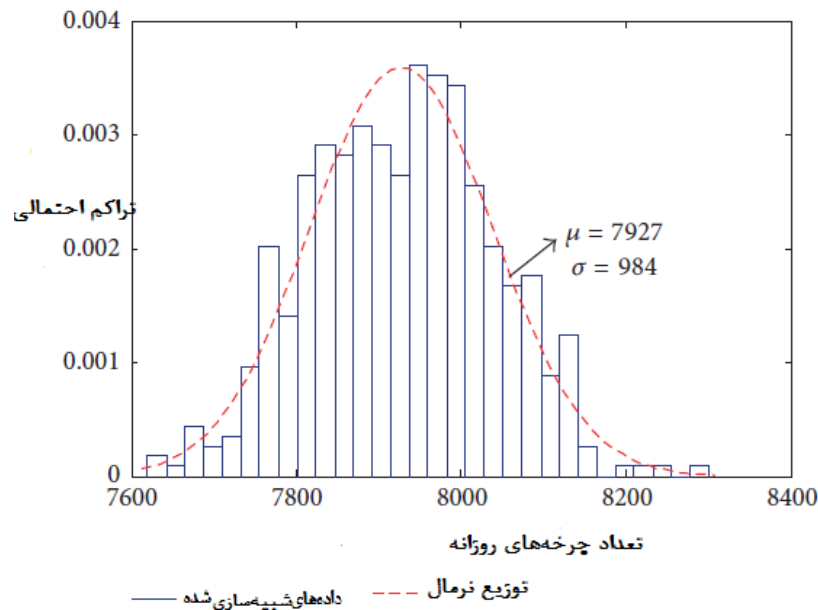 0.004
0.003
تراکم احتمالی
0.002
0.001
0
μ = 7927
σ = 984
7600 7800 8000 8200 8400
تعداد چرخه‌های روزانه
داده‌های شبیه‌سازی شده
توزیع نرمال